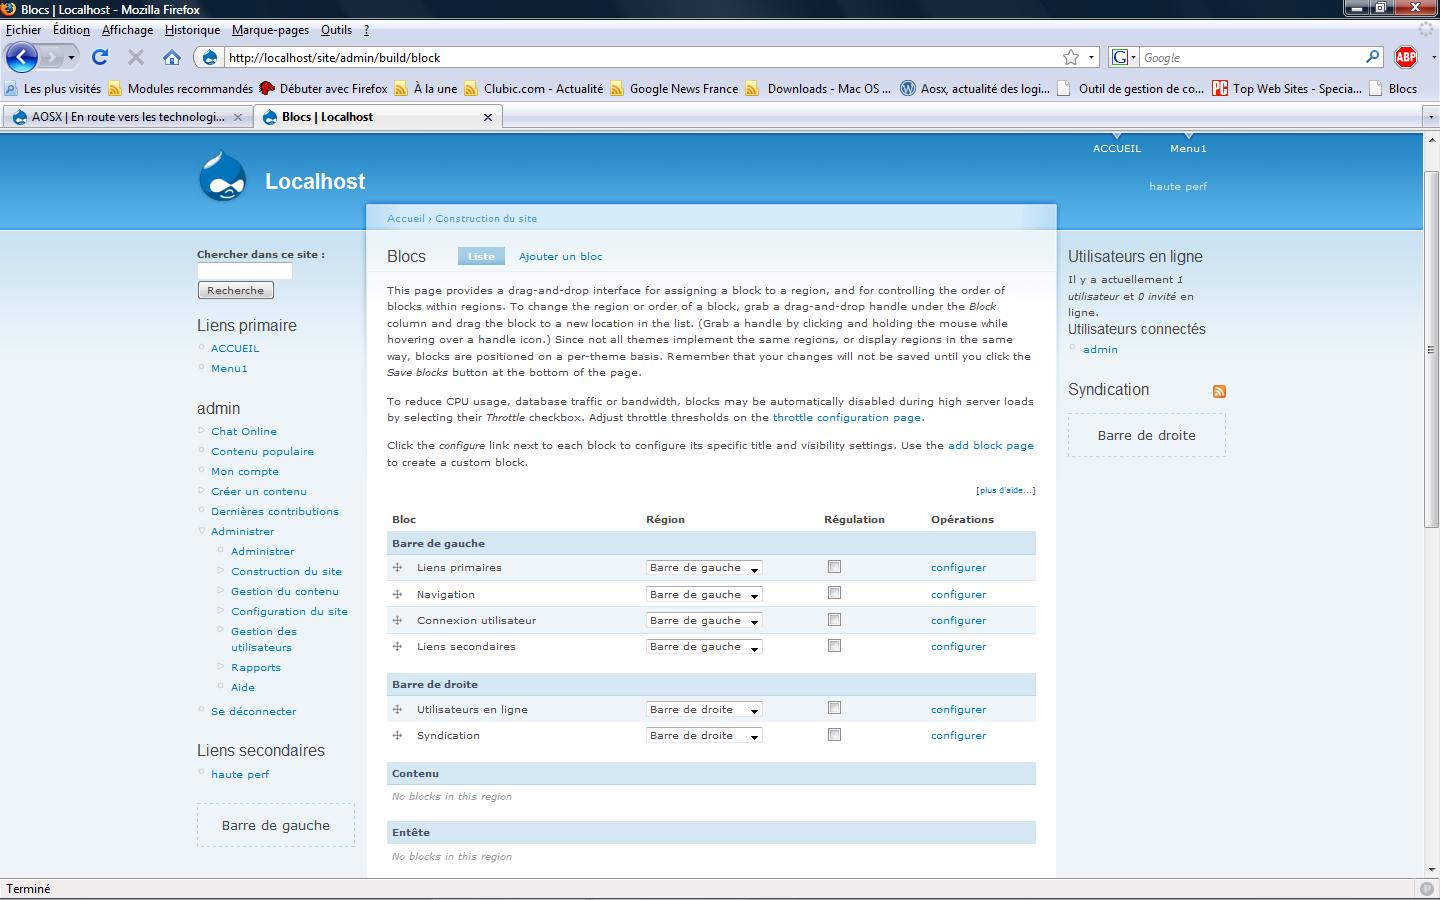 Blocs | Localhost - Mozilla Firefox
Fichier Édition Affichage Historique Marque-pages Outils ?
http://localhost/site/admin/build/block
Google
ABP
Les plus visités Modules recommandés Débuter avec Firefox À la une Clubic.com - Actualité Google News France Downloads - Mac OS ... Aosx, actualité des logi... Outil de gestion de co... Top Web Sites - Specia... Blocs
AOSX | En route vers les technologi... Blocs | Localhost
ACCUEIL Menu1
Localhost
haute perf
Accueil › Construction du site
Chercher dans ce site :
Recherche
Liens primaire
ACCUEIL
Menu1
admin
Chat Online
Contenu populaire
Mon compte
Créer un contenu
Dernières contributions
Administrer
Administrer
Construction du site
Gestion du contenu
Configuration du site
Gestion des
utilisateurs
Rapports
Aide
Se déconnecter
Liens secondaires
haute perf
Barre de gauche
Blocs Liste Ajouter un bloc
This page provides a drag-and-drop interface for assigning a block to a region, and for controlling the order of
blocks within regions. To change the region or order of a block, grab a drag-and-drop handle under the Block
column and drag the block to a new location in the list. (Grab a handle by clicking and holding the mouse while
hovering over a handle icon.) Since not all themes implement the same regions, or display regions in the same
way, blocks are positioned on a per-theme basis. Remember that your changes will not be saved until you click the
Save blocks button at the bottom of the page.
To reduce CPU usage, database traffic or bandwidth, blocks may be automatically disabled during high server loads
by selecting their Throttle checkbox. Adjust throttle thresholds on the throttle configuration page.
Click the configure link next to each block to configure its specific title and visibility settings. Use the add block page
to create a custom block.
[plus d'aide...]
Bloc Région Régulation Opérations
Barre de gauche
Liens primaires Barre de gauche configurer
Navigation Barre de gauche configurer
Connexion utilisateur Barre de gauche configurer
Liens secondaires Barre de gauche configurer
Barre de droite
Utilisateurs en ligne Barre de droite configurer
Syndication Barre de droite configurer
Contenu
No blocks in this region
Entête
No blocks in this region
Utilisateurs en ligne
Il y a actuellement 1
utilisateur et 0 invité en
ligne.
Utilisateurs connectés
admin
Syndication
Barre de droite
Terminé